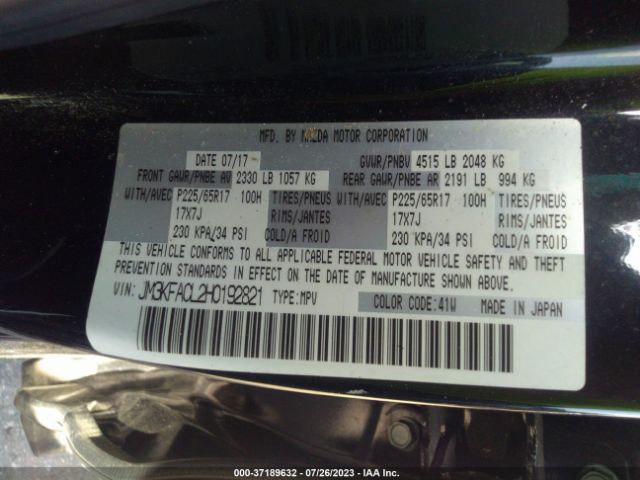 MFD. BY MAZDA MOTOR CORPORATION
DATE 07/17 GVWR/PNBV 4515 LB 2048 KG
FRONT GAWR/PNBE AV 2330 LB 1057 KG REAR GAWR/PNBE AR 2191 LB 994 KG
WITH/AVEC P225/65R17 100H TIRES/PNEUS WITH/AVEC P225/65R17 100H TIRES/PNEUS
17X7J RIMS/JANTES 17X7J RIMS/JANTES
230 KPA/34 PSI COLD/A FROID 230 KPA/34 PSI COLD/A FROID
THIS VEHICLE CONFORMS TO ALL APPLICABLE FEDERAL MOTOR VEHICLE SAFETY AND THEFT
PREVENTION STANDARDS IN EFFECT ON THE DATE OF MANUFACTURE SHOWN ABOVE.
VIN: JM3KFACL2H0192821 TYPE:MPV COLOR CODE:41W MADE IN JAPAN
000-37189632 / 07/26/2023 - IAA Inc.